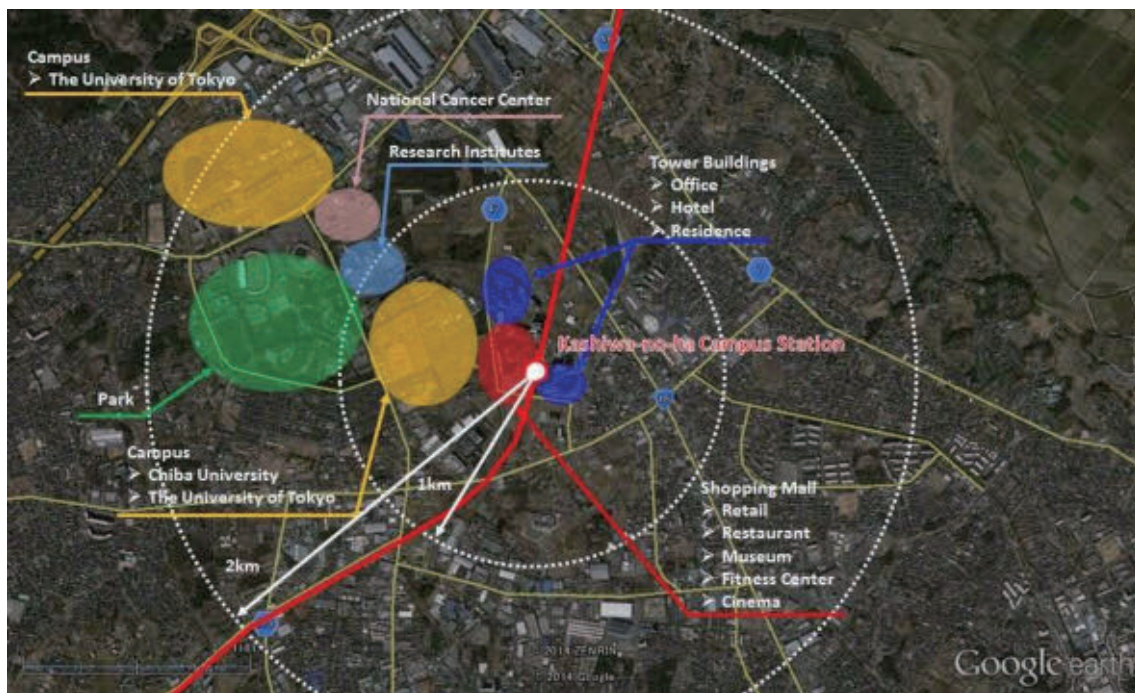 Campus
➢ The University of Tokyo
National Cancer Center
Research Institutes
Tower Buildings
➢ Office
➢ Hotel
➢ Residence
Kashiwa-no-ha Campus Station
Park
Campus
➢ Chiba University
➢ The University of Tokyo
1km
2km
Shopping Mall
➢ Retail
➢ Restaurant
➢ Museum
➢ Fitness Center
➢ Cinema
© 2014 ZENRIN
© 2014 Google
Google earth